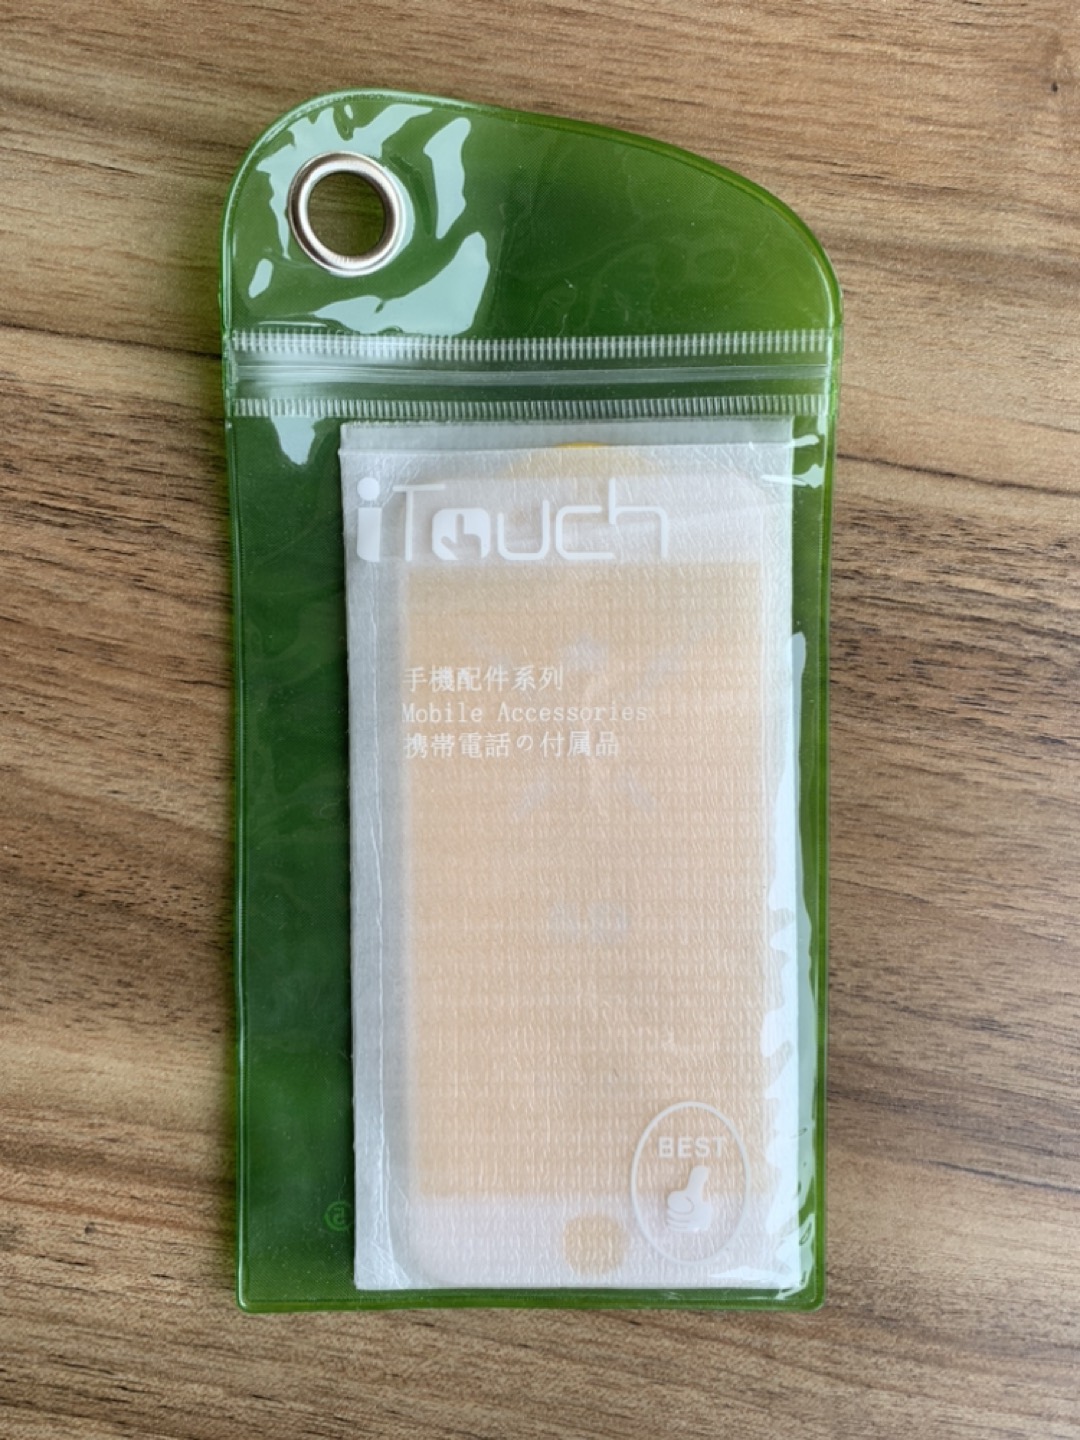 iTouch
手機配件系列
Mobile Accessories
携帯電話の付属品
BEST